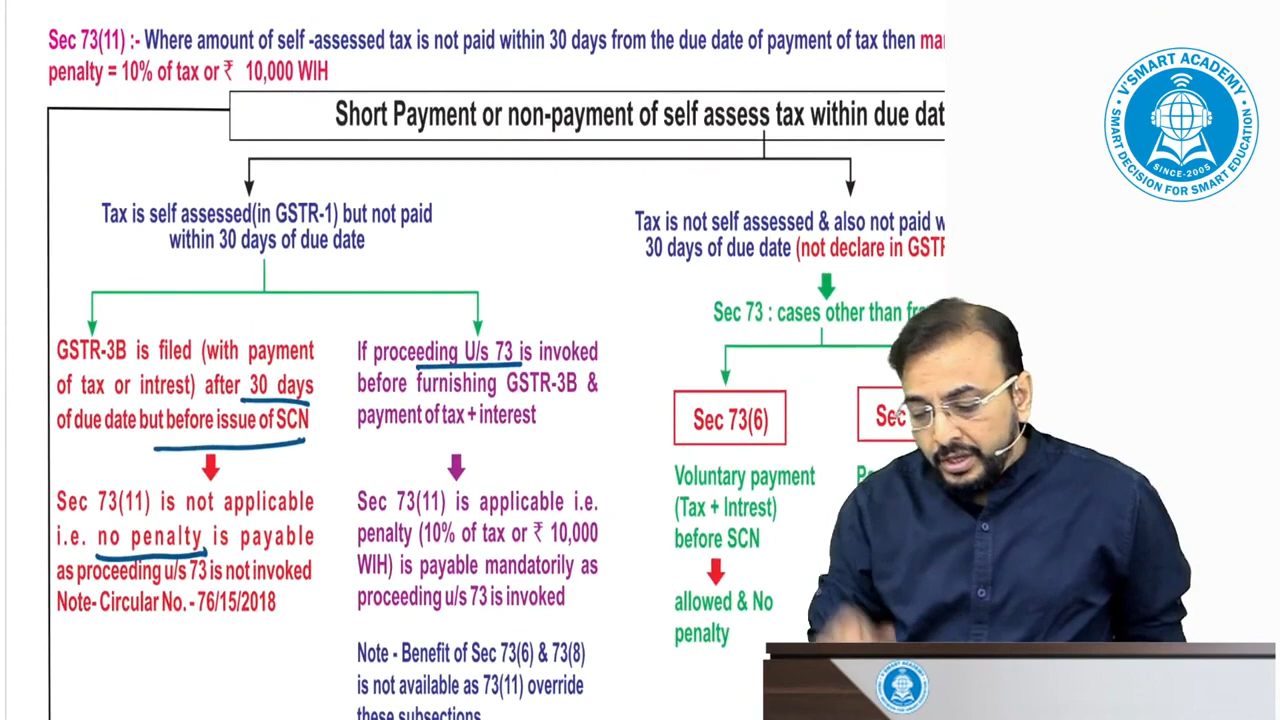 Sec 73(11) :- Where amount of self -assessed tax is not paid within 30 days from the due date of payment of tax then
penalty = 10% of tax or ₹ 10,000 WIH
Short Payment or non-payment of self assess tax within due
Tax is self assessed(in GSTR-1) but not paid
within 30 days of due date
Tax is not self assessed & also not paid
30 days of due date (not declare in
Sec 73 : cases other than
GSTR-3B is filed (with payment
of tax or intrest) after 30 days
of due date but before issue of SCN
If proceeding U/s 73 is invoked
before furnishing GSTR-3B &
payment of tax + interest
Sec 73(6)
Sec
Sec 73(11) is not applicable
i.e. no penalty is payable
as proceeding u/s 73 is not invoked
Note- Circular No. - 76/15/2018
Sec 73(11) is applicable i.e.
penalty (10% of tax or ₹ 10,000
WIH) is payable mandatorily as
proceeding u/s 73 is invoked
Note - Benefit of Sec 73(6) & 73(8)
is not available as 73(11) override
these subsections
Voluntary payment
(Tax + Intrest)
before SCN
allowed & No
penalty
V'SMART ACADEMY
SMART DECISION FOR SMART EDUCATION
SINCE-2005